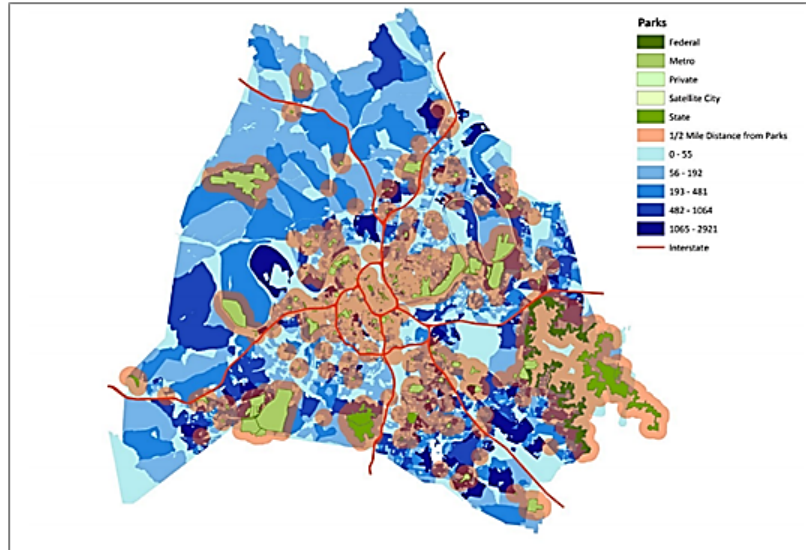 Parks
Federal
Metro
Private
Satellite City
State
1/2 Mile Distance from Parks
0 - 55
56 - 192
193 - 481
482 - 1064
1065 - 2921
Interstate